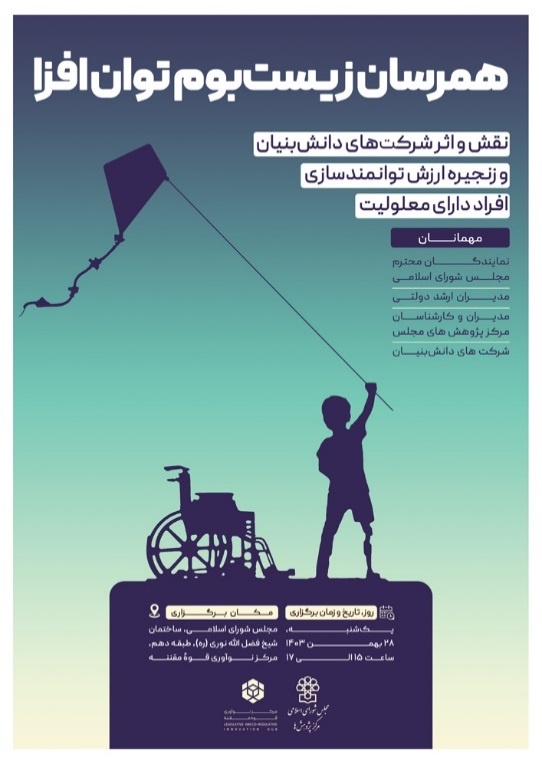 همرسان زیست‌بوم توان افزا
نقش و اثر شرکت‌های دانش‌بنیان
و زنجیره ارزش توانمندسازی
افراد دارای معلولیت
مهمانان
نمایندگان محترم
مجلس شورای اسلامی
مدیران ارشد دولتی
مدیران و کارشناسان
مرکز پژوهش های مجلس
شرکت های دانش‌بنیان
روز، تاریخ و زمان برگزاری
یک‌شنبه،
۲۸ بهمن ۱۴۰۳
ساعت ۱۵ الی ۱۷
مکان برگزاری
مجلس شورای اسلامی، ساختمان
شیخ فضل الله نوری (ره)، طبقه دهم،
مرکز نوآوری قوهٔ مقننه
مجلس شورای اسلامی
مرکز پژوهش‌ها
مرکز نوآوری
قوه مقننه
INNOVATION HUB